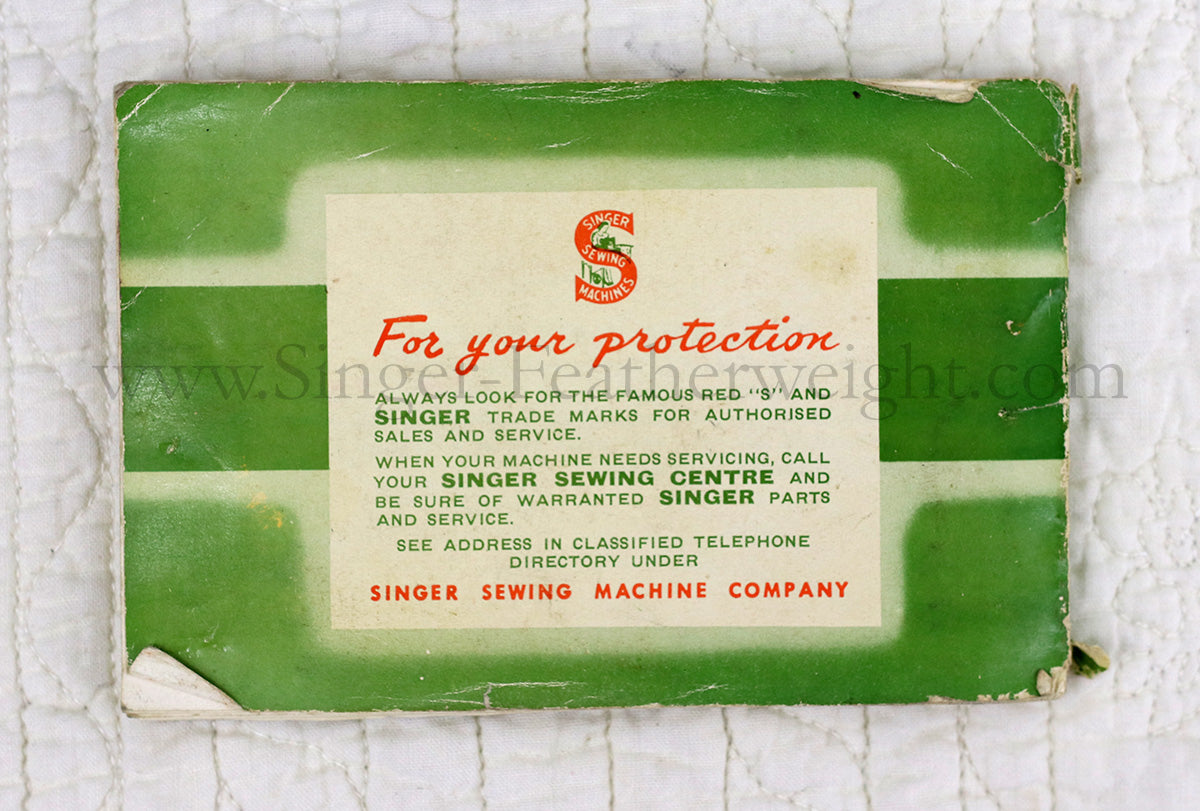 SINGER
SEWING
MACHINES
For your protection
www.Singer-Featherweight.com
ALWAYS LOOK FOR THE FAMOUS RED "S" AND
SINGER TRADE MARKS FOR AUTHORISED
SALES AND SERVICE.
WHEN YOUR MACHINE NEEDS SERVICING, CALL
YOUR SINGER SEWING CENTRE AND
BE SURE OF WARRANTED SINGER PARTS
AND SERVICE.
SEE ADDRESS IN CLASSIFIED TELEPHONE
DIRECTORY UNDER
SINGER SEWING MACHINE COMPANY